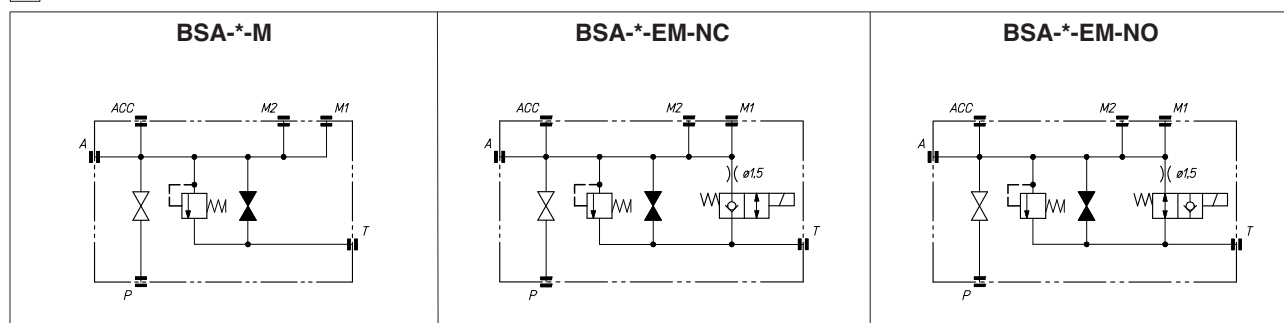 BSA-*-M
BSA-*-EM-NC
BSA-*-EM-NO
ACC M2 M1
A
T
P
ACC M2 M1
A
ø1.5
T
P
ACC M2 M1
A
ø1.5
T
P